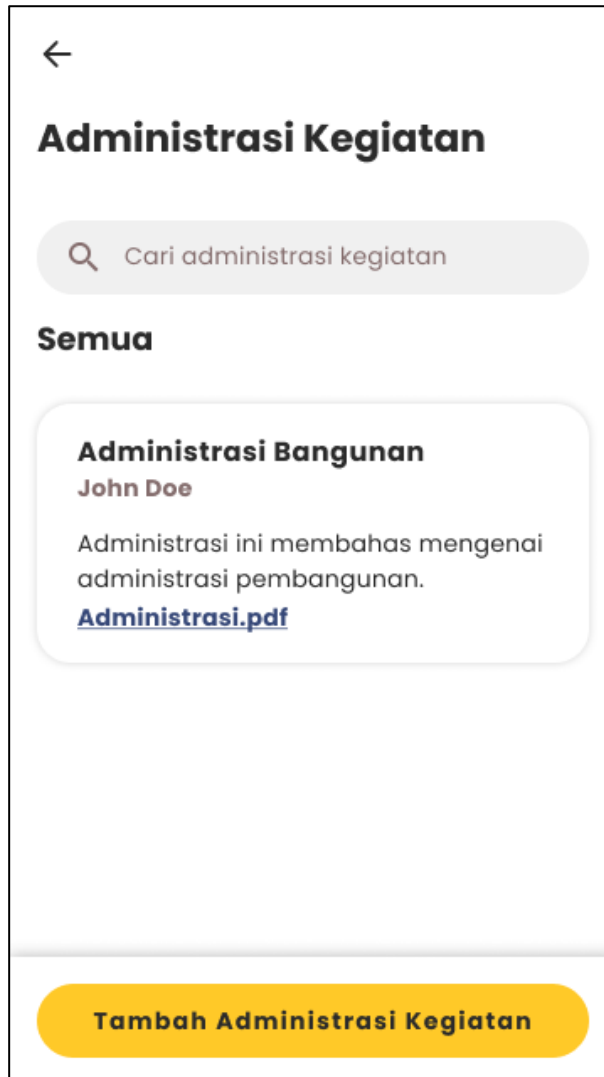 Administrasi Kegiatan
Cari administrasi kegiatan
Semua
Administrasi Bangunan
John Doe
Administrasi ini membahas mengenai
administrasi pembangunan.
Administrasi.pdf
Tambah Administrasi Kegiatan